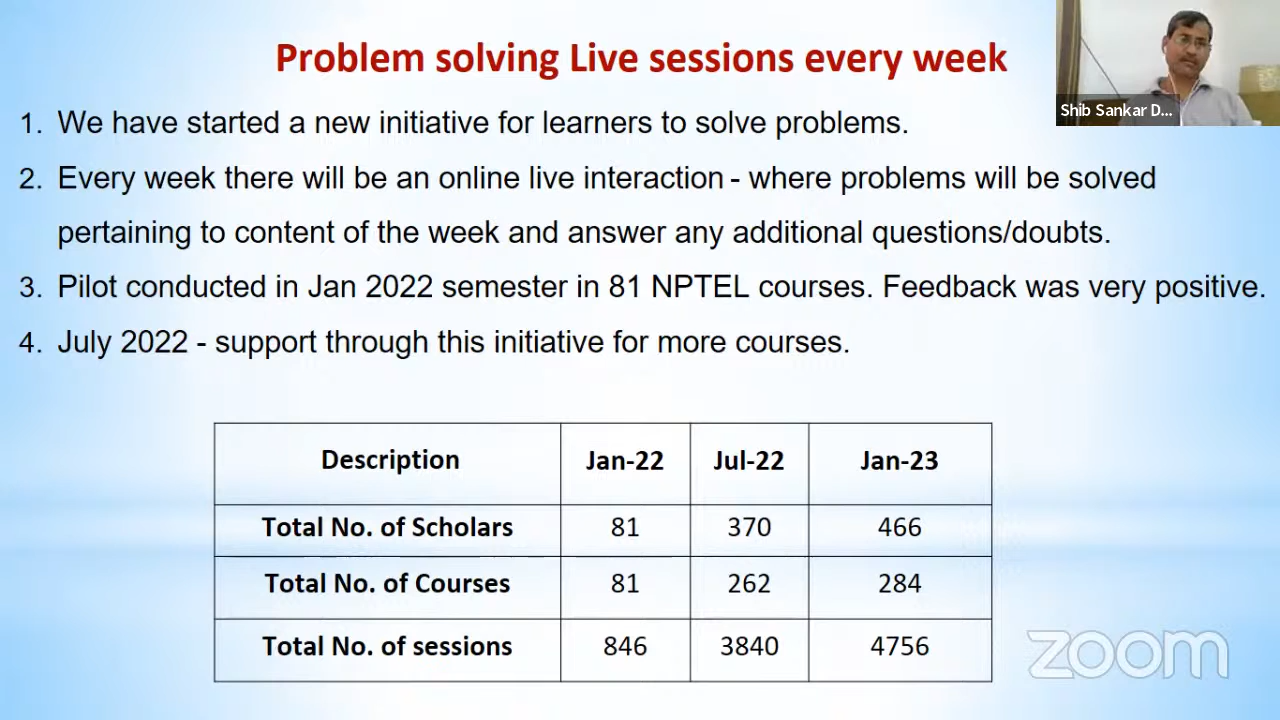 Problem solving Live sessions every week
Shib Sankar D...
1. We have started a new initiative for learners to solve problems.
2. Every week there will be an online live interaction - where problems will be solved
pertaining to content of the week and answer any additional questions/doubts.
3. Pilot conducted in Jan 2022 semester in 81 NPTEL courses. Feedback was very positive.
4. July 2022 - support through this initiative for more courses.
Description Jan-22 Jul-22 Jan-23
Total No. of Scholars 81 370 466
Total No. of Courses 81 262 284
Total No. of sessions 846 3840 4756
zoom